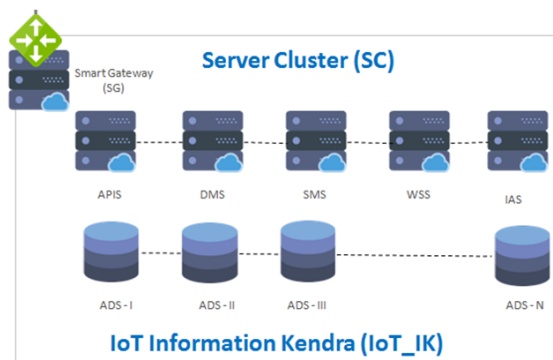 Server Cluster (SC)
Smart Gateway
(SG)
APIS
DMS
SMS
WSS
IAS
ADS - I
ADS - II
ADS - III
ADS - N
IoT Information Kendra (IoT_IK)